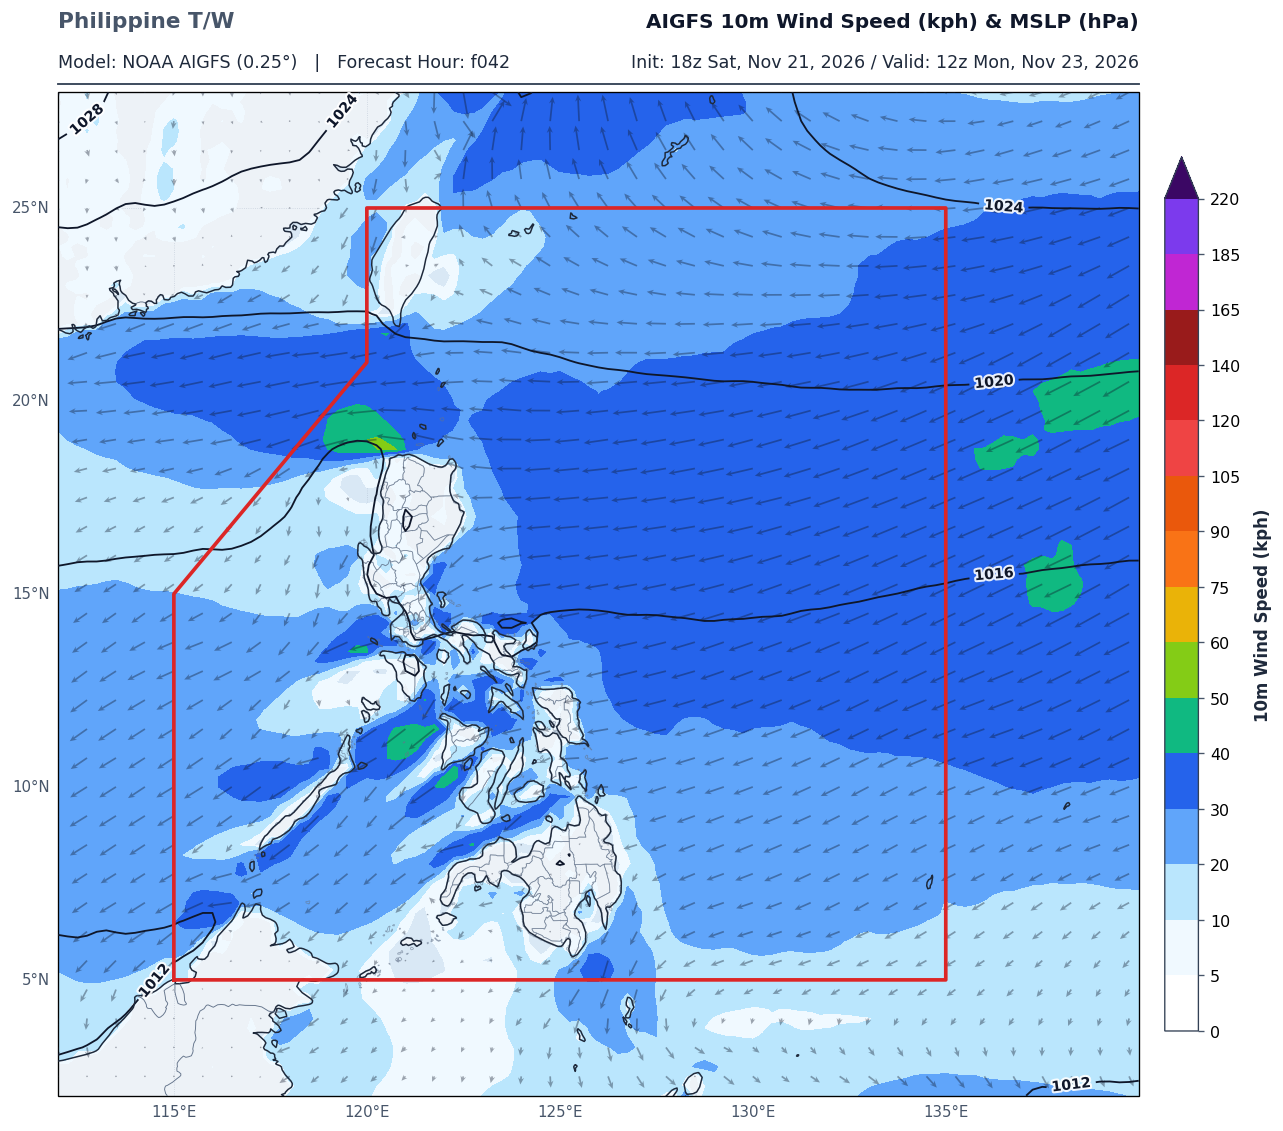 Philippine T/W
AIGFS 10m Wind Speed (kph) & MSLP (hPa)
Model: NOAA AIGFS (0.25°)   |   Forecast Hour: f042
Init: 18z Sat, Nov 21, 2026 / Valid: 12z Mon, Nov 23, 2026
1028
1024
1024
1020
1016
1012
1012
25°N
20°N
15°N
10°N
5°N
115°E
120°E
125°E
130°E
135°E
220
185
165
140
120
105
90
75
60
50
40
30
20
10
5
0
10m Wind Speed (kph)